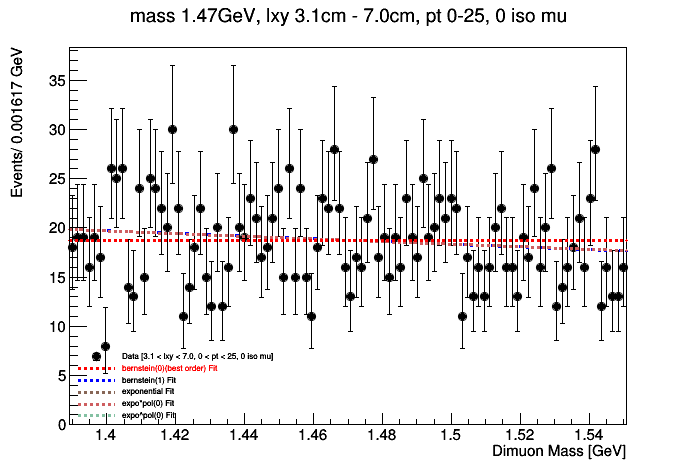 mass 1.47GeV, lxy 3.1cm - 7.0cm, pt 0-25, 0 iso mu
Events/ 0.001617 GeV
35
30
25
20
15
10
5
0
Data [3.1 < lxy < 7.0, 0 < pt < 25, 0 iso mu]
bernstein(0)(best order) Fit
bernstein(1) Fit
exponential Fit
expo*pol(0) Fit
expo^pol(0) Fit
1.4 1.42 1.44 1.46 1.48 1.5 1.52 1.54
Dimuon Mass [GeV]